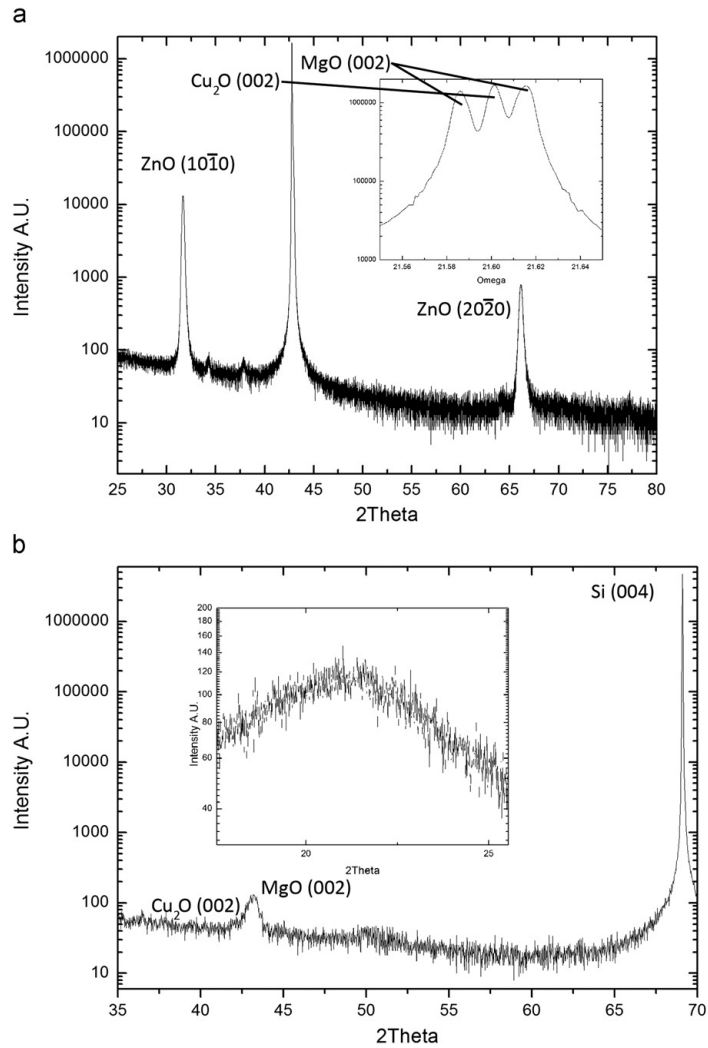 a
1000000
100000
10000
1000
100
10
25 30 35 40 45 50 55 60 65 70 75 80
2Theta
Intensity A.U.
MgO (002)
Cu₂O (002)
ZnO (101̅0)
ZnO (202̅0)
1000000
100000
10000
21.56 21.58 21.60 21.62 21.64
Omega
b
1000000
100000
10000
1000
100
10
35 40 45 50 55 60 65 70
2Theta
Intensity A.U.
Si (004)
Cu₂O (002)
MgO (002)
200
180
160
140
120
100
80
60
40
Intensity A.U.
20 25
2Theta